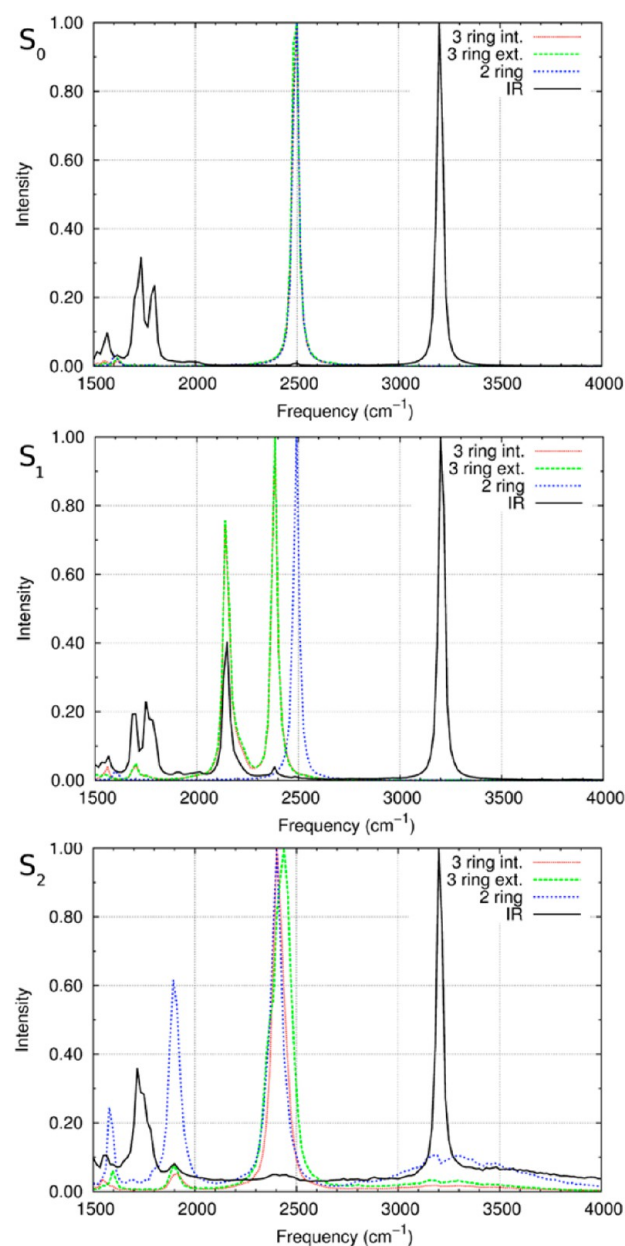 S0
3 ring int.
3 ring ext.
2 ring
IR
Intensity
1.00
0.80
0.60
0.40
0.20
0.00
1500 2000 2500 3000 3500 4000
Frequency (cm−1)
S1
3 ring int.
3 ring ext.
2 ring
IR
Intensity
1.00
0.80
0.60
0.40
0.20
0.00
1500 2000 2500 3000 3500 4000
Frequency (cm−1)
S2
3 ring int.
3 ring ext.
2 ring
IR
Intensity
1.00
0.80
0.60
0.40
0.20
0.00
1500 2000 2500 3000 3500 4000
Frequency (cm−1)